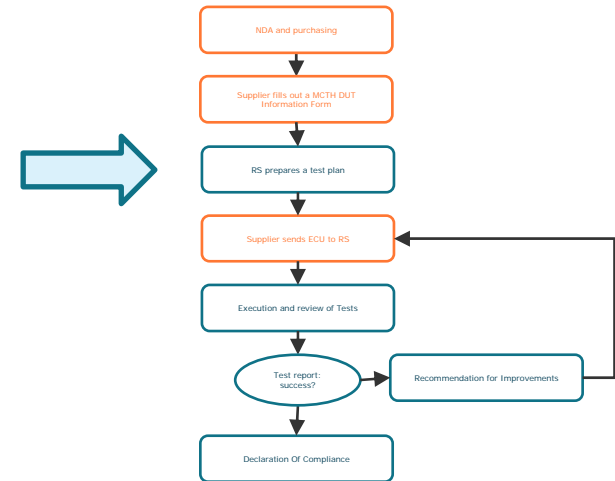 NDA and purchasing
Supplier fills out a MCTH DUT
Information Form
RS prepares a test plan
Supplier sends ECU to RS
Execution and review of Tests
Test report:
success?
Recommendation for Improvements
Declaration Of Compliance